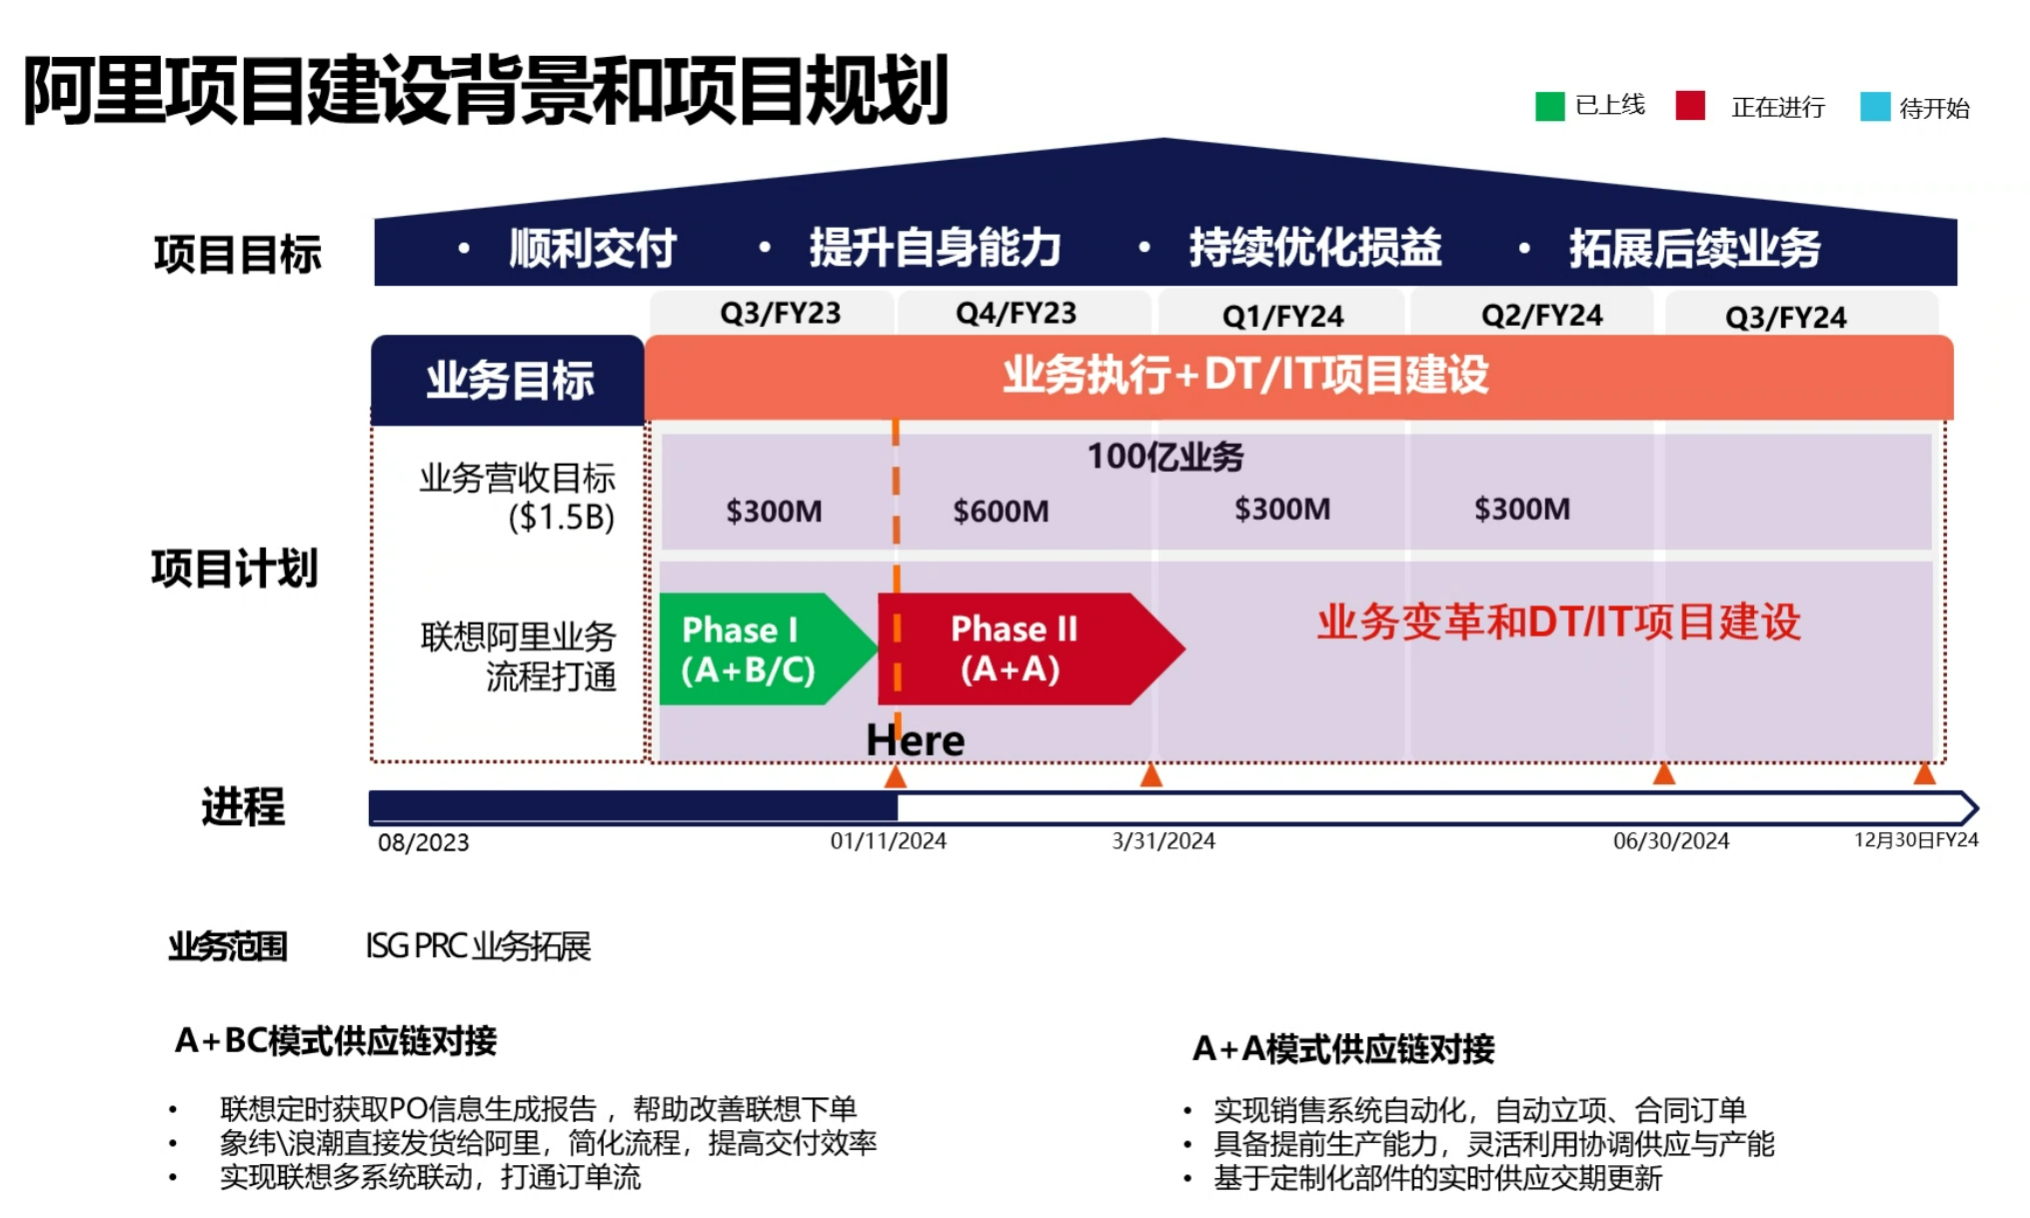 阿里项目建设背景和项目规划
已上线
正在进行
待开始
项目目标
• 顺利交付
• 提升自身能力
• 持续优化损益
• 拓展后续业务
Q3/FY23
Q4/FY23
Q1/FY24
Q2/FY24
Q3/FY24
业务目标
业务执行+DT/IT项目建设
项目计划
业务营收目标
($1.5B)
100亿业务
$300M
$600M
$300M
$300M
联想阿里业务
流程打通
Phase I
(A+B/C)
Phase II
(A+A)
业务变革和DT/IT项目建设
Here
进程
08/2023
01/11/2024
3/31/2024
06/30/2024
12月30日FY24
业务范围
ISG PRC 业务拓展
A+BC模式供应链对接
• 联想定时获取PO信息生成报告，帮助改善联想下单
• 象纬\浪潮直接发货给阿里，简化流程，提高交付效率
• 实现联想多系统联动，打通订单流
A+A模式供应链对接
• 实现销售系统自动化，自动立项、合同订单
• 具备提前生产能力，灵活利用协调供应与产能
• 基于定制化部件的实时供应交期更新